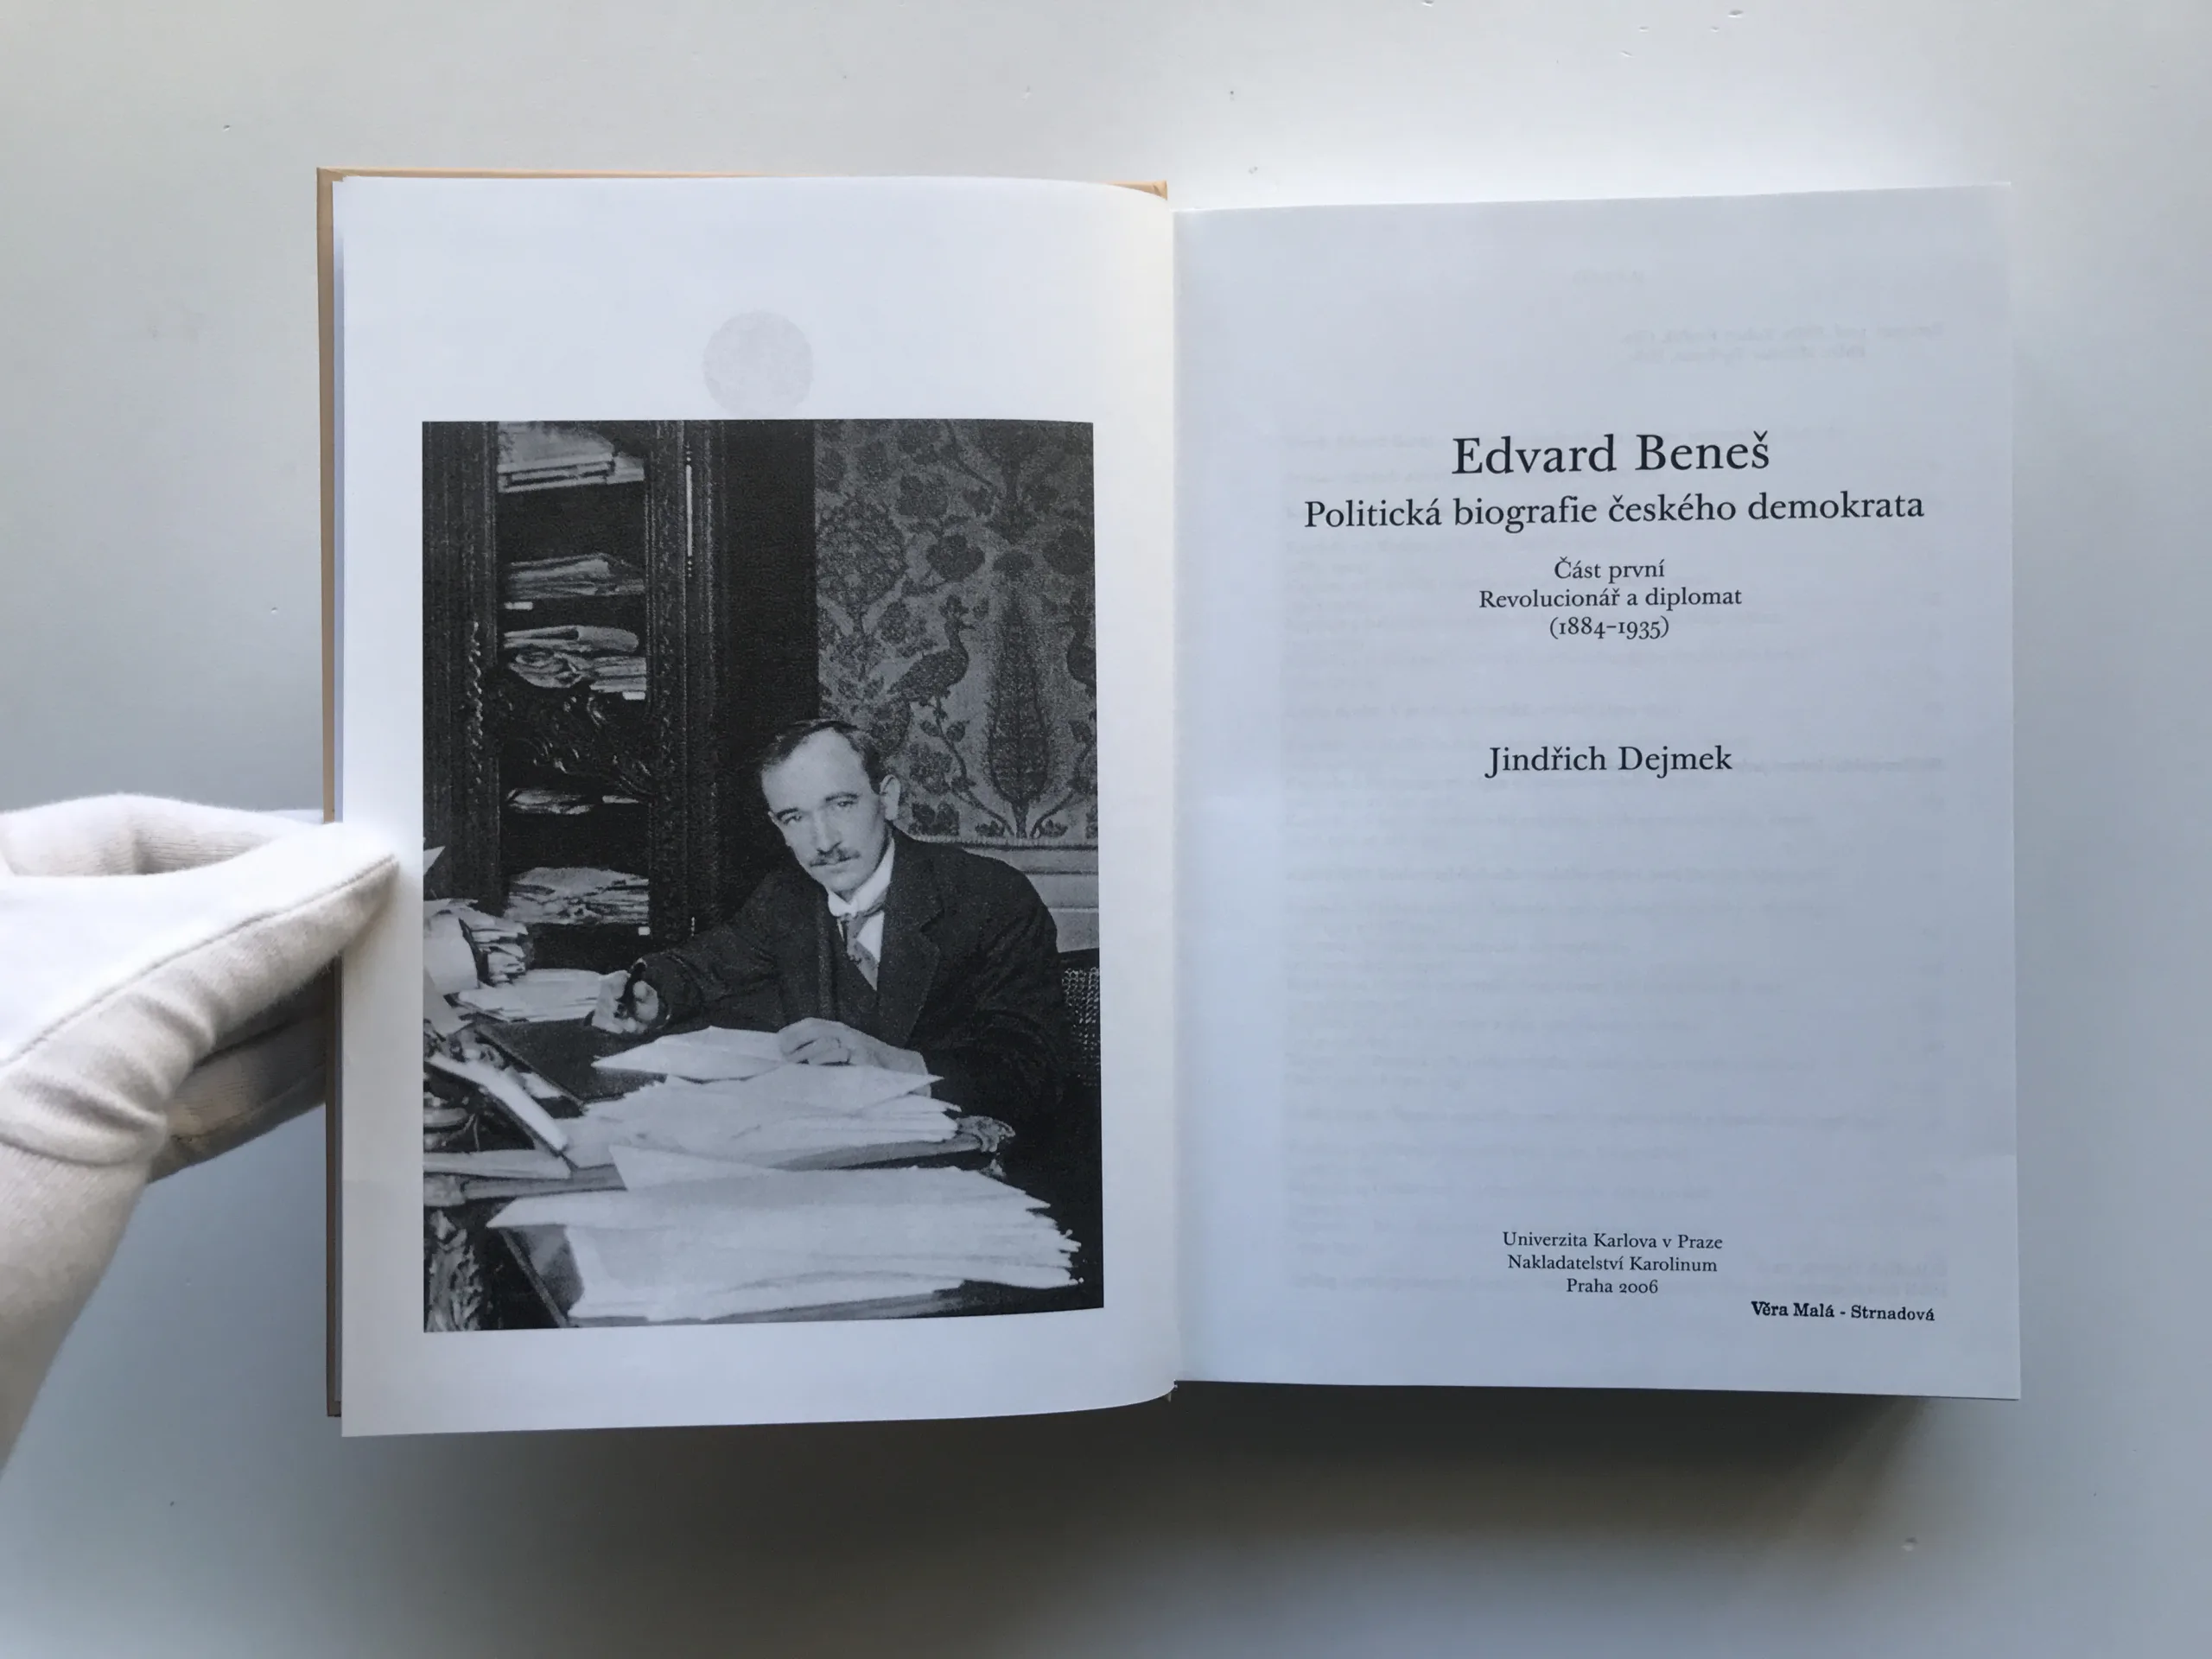 Edvard Beneš
Politická biografie českého demokrata
Část první
Revolucionář a diplomat
(1884–1935)
Jindřich Dejmek
Univerzita Karlova v Praze
Nakladatelství Karolinum
Praha 2006
Věra Malá - Strnadová